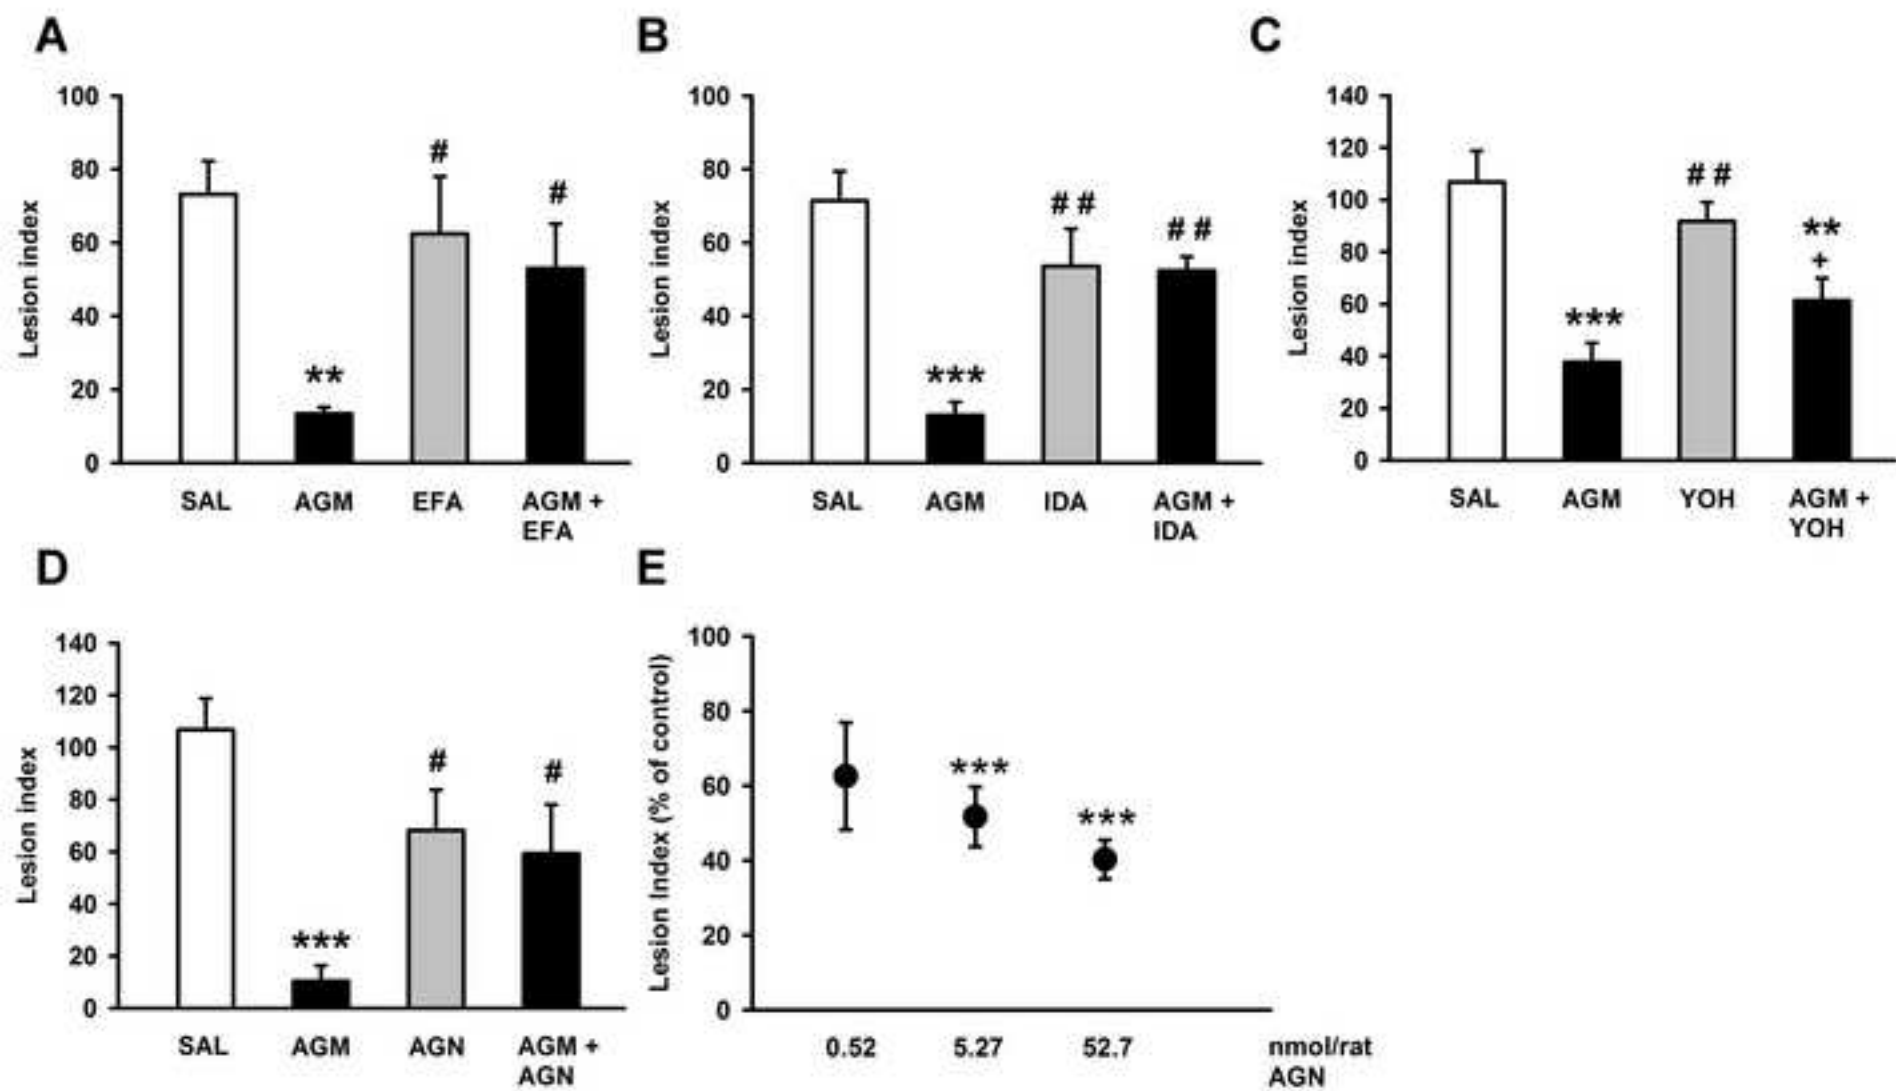 A
100
80
60
40
20
0
Lesion index
**
#
#
SAL AGM EFA AGM +
EFA
B
100
80
60
40
20
0
Lesion index
***
# #
# #
SAL AGM IDA AGM +
IDA
C
140
120
100
80
60
40
20
0
Lesion index
***
# #
**
+
SAL AGM YOH AGM +
YOH
D
140
120
100
80
60
40
20
0
Lesion index
***
#
#
SAL AGM AGN AGM +
AGN
E
100
80
60
40
20
0
Lesion Index (% of control)
***
***
0.52 5.27 52.7 nmol/rat
AGN